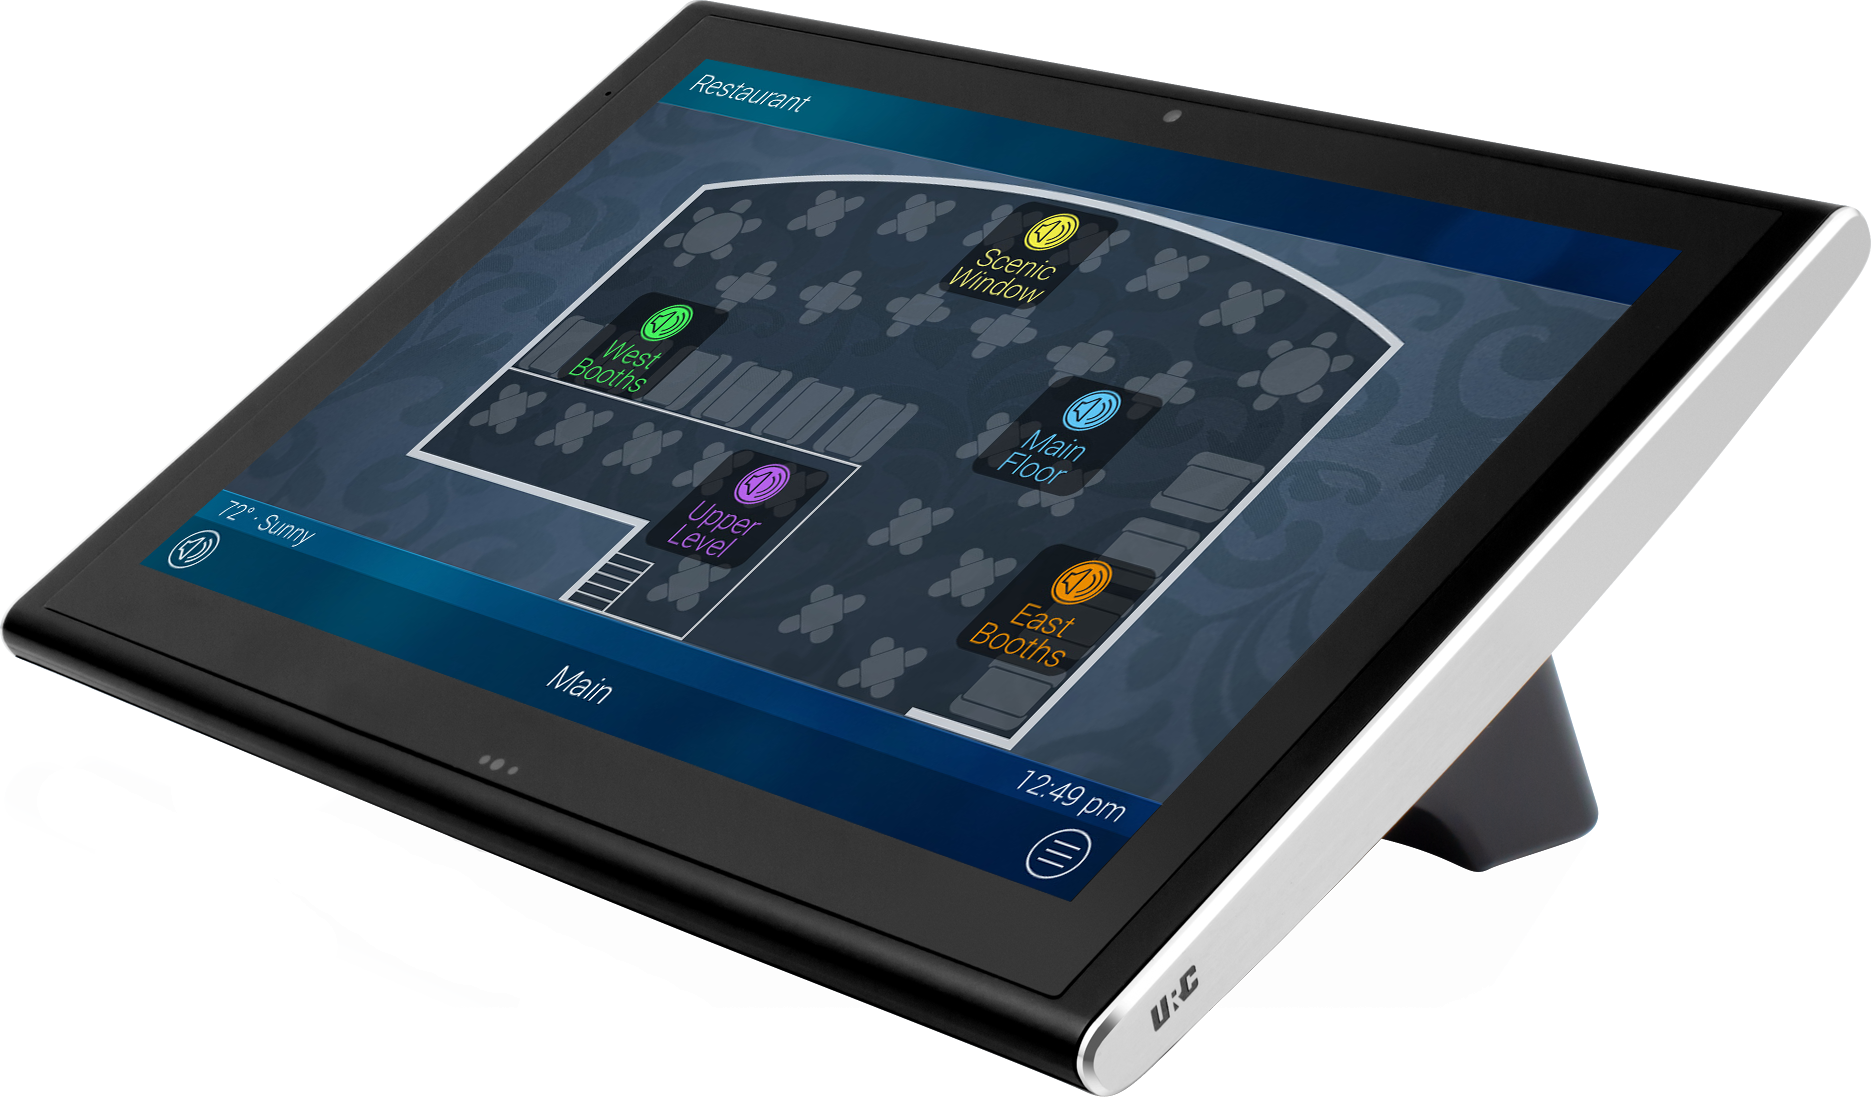 Restaurant
Scenic
Window
West
Booths
Main
Floor
Upper
Level
East
Booths
72° · Sunny
Main
12:49 pm
URC